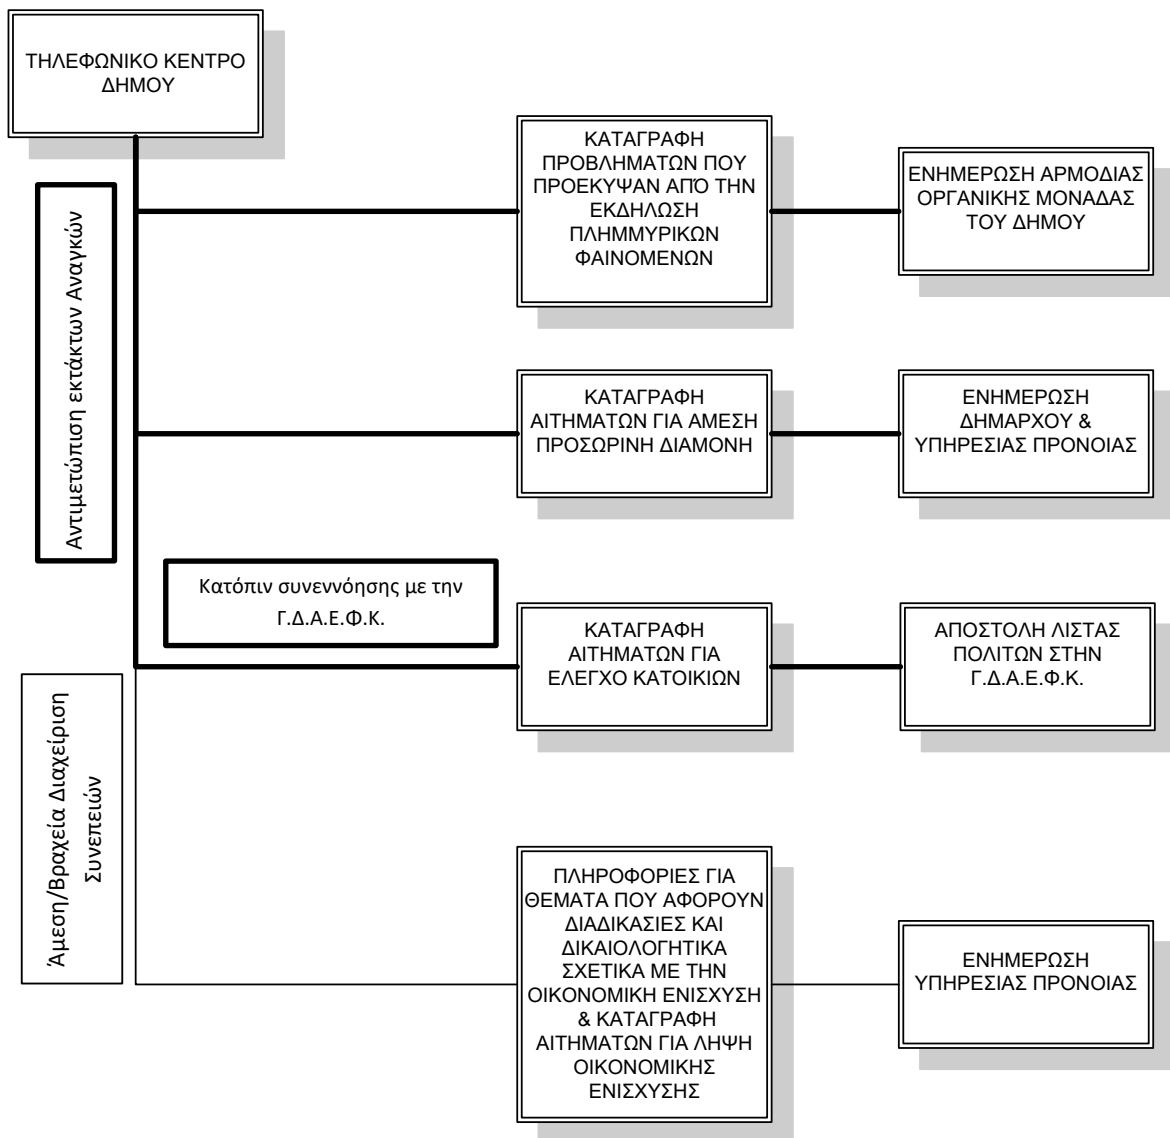 ΤΗΛΕΦΩΝΙΚΟ ΚΕΝΤΡΟ
ΔΗΜΟΥ
Αντιμετώπιση εκτάκτων Αναγκών
ΚΑΤΑΓΡΑΦΗ
ΠΡΟΒΛΗΜΑΤΩΝ ΠΟΥ
ΠΡΟΕΚΥΨΑΝ ΑΠΌ ΤΗΝ
ΕΚΔΗΛΩΣΗ
ΠΛΗΜΜΥΡΙΚΩΝ
ΦΑΙΝΟΜΕΝΩΝ
ΕΝΗΜΕΡΩΣΗ ΑΡΜΟΔΙΑΣ
ΟΡΓΑΝΙΚΗΣ ΜΟΝΑΔΑΣ
ΤΟΥ ΔΗΜΟΥ
ΚΑΤΑΓΡΑΦΗ
ΑΙΤΗΜΑΤΩΝ ΓΙΑ ΑΜΕΣΗ
ΠΡΟΣΩΡΙΝΗ ΔΙΑΜΟΝΗ
ΕΝΗΜΕΡΩΣΗ
ΔΗΜΑΡΧΟΥ &
ΥΠΗΡΕΣΙΑΣ ΠΡΟΝΟΙΑΣ
Κατόπιν συνεννόησης με την
Γ.Δ.Α.Ε.Φ.Κ.
ΚΑΤΑΓΡΑΦΗ
ΑΙΤΗΜΑΤΩΝ ΓΙΑ
ΕΛΕΓΧΟ ΚΑΤΟΙΚΙΩΝ
ΑΠΟΣΤΟΛΗ ΛΙΣΤΑΣ
ΠΟΛΙΤΩΝ ΣΤΗΝ
Γ.Δ.Α.Ε.Φ.Κ.
Άμεση/Βραχεία Διαχείριση
Συνεπειών
ΠΛΗΡΟΦΟΡΙΕΣ ΓΙΑ
ΘΕΜΑΤΑ ΠΟΥ ΑΦΟΡΟΥΝ
ΔΙΑΔΙΚΑΣΙΕΣ ΚΑΙ
ΔΙΚΑΙΟΛΟΓΗΤΙΚΑ
ΣΧΕΤΙΚΑ ΜΕ ΤΗΝ
ΟΙΚΟΝΟΜΙΚΗ ΕΝΙΣΧΥΣΗ
& ΚΑΤΑΓΡΑΦΗ
ΑΙΤΗΜΑΤΩΝ ΓΙΑ ΛΗΨΗ
ΟΙΚΟΝΟΜΙΚΗΣ
ΕΝΙΣΧΥΣΗΣ
ΕΝΗΜΕΡΩΣΗ
ΥΠΗΡΕΣΙΑΣ ΠΡΟΝΟΙΑΣ